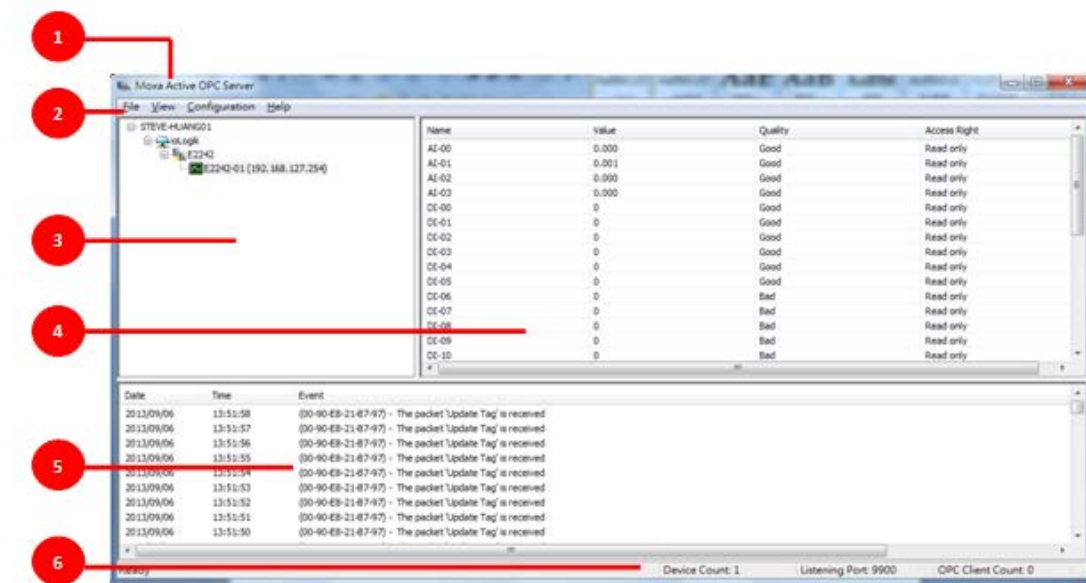 1
Moxa Active OPC Server
2
File View Configuration Help
STEVE-HUANG01
ioLogik
E2242
E2242-01 (192.168.127.254)
3
Name Value Quality Access Right
AI-00 0.000 Good Read only
AI-01 0.001 Good Read only
AI-02 0.000 Good Read only
AI-03 0.000 Good Read only
DI-00 0 Good Read only
DI-01 0 Good Read only
DI-02 0 Good Read only
DI-03 0 Good Read only
DI-04 0 Good Read only
DI-05 0 Good Read only
DI-06 0 Bad Read only
DI-07 0 Bad Read only
DI-08 0 Bad Read only
DI-09 0 Bad Read only
DI-10 0 Bad Read only
4
Date Time Event
2013/09/06 13:51:58 (00-90-E8-21-87-97) - The packet 'Update Tag' is received
2013/09/06 13:51:57 (00-90-E8-21-87-97) - The packet 'Update Tag' is received
2013/09/06 13:51:56 (00-90-E8-21-87-97) - The packet 'Update Tag' is received
2013/09/06 13:51:55 (00-90-E8-21-87-97) - The packet 'Update Tag' is received
2013/09/06 13:51:54 (00-90-E8-21-87-97) - The packet 'Update Tag' is received
2013/09/06 13:51:53 (00-90-E8-21-87-97) - The packet 'Update Tag' is received
2013/09/06 13:51:52 (00-90-E8-21-87-97) - The packet 'Update Tag' is received
2013/09/06 13:51:51 (00-90-E8-21-87-97) - The packet 'Update Tag' is received
2013/09/06 13:51:50 (00-90-E8-21-87-97) - The packet 'Update Tag' is received
5
6
Ready Device Count: 1 Listening Port: 9900 OPC Client Count: 0